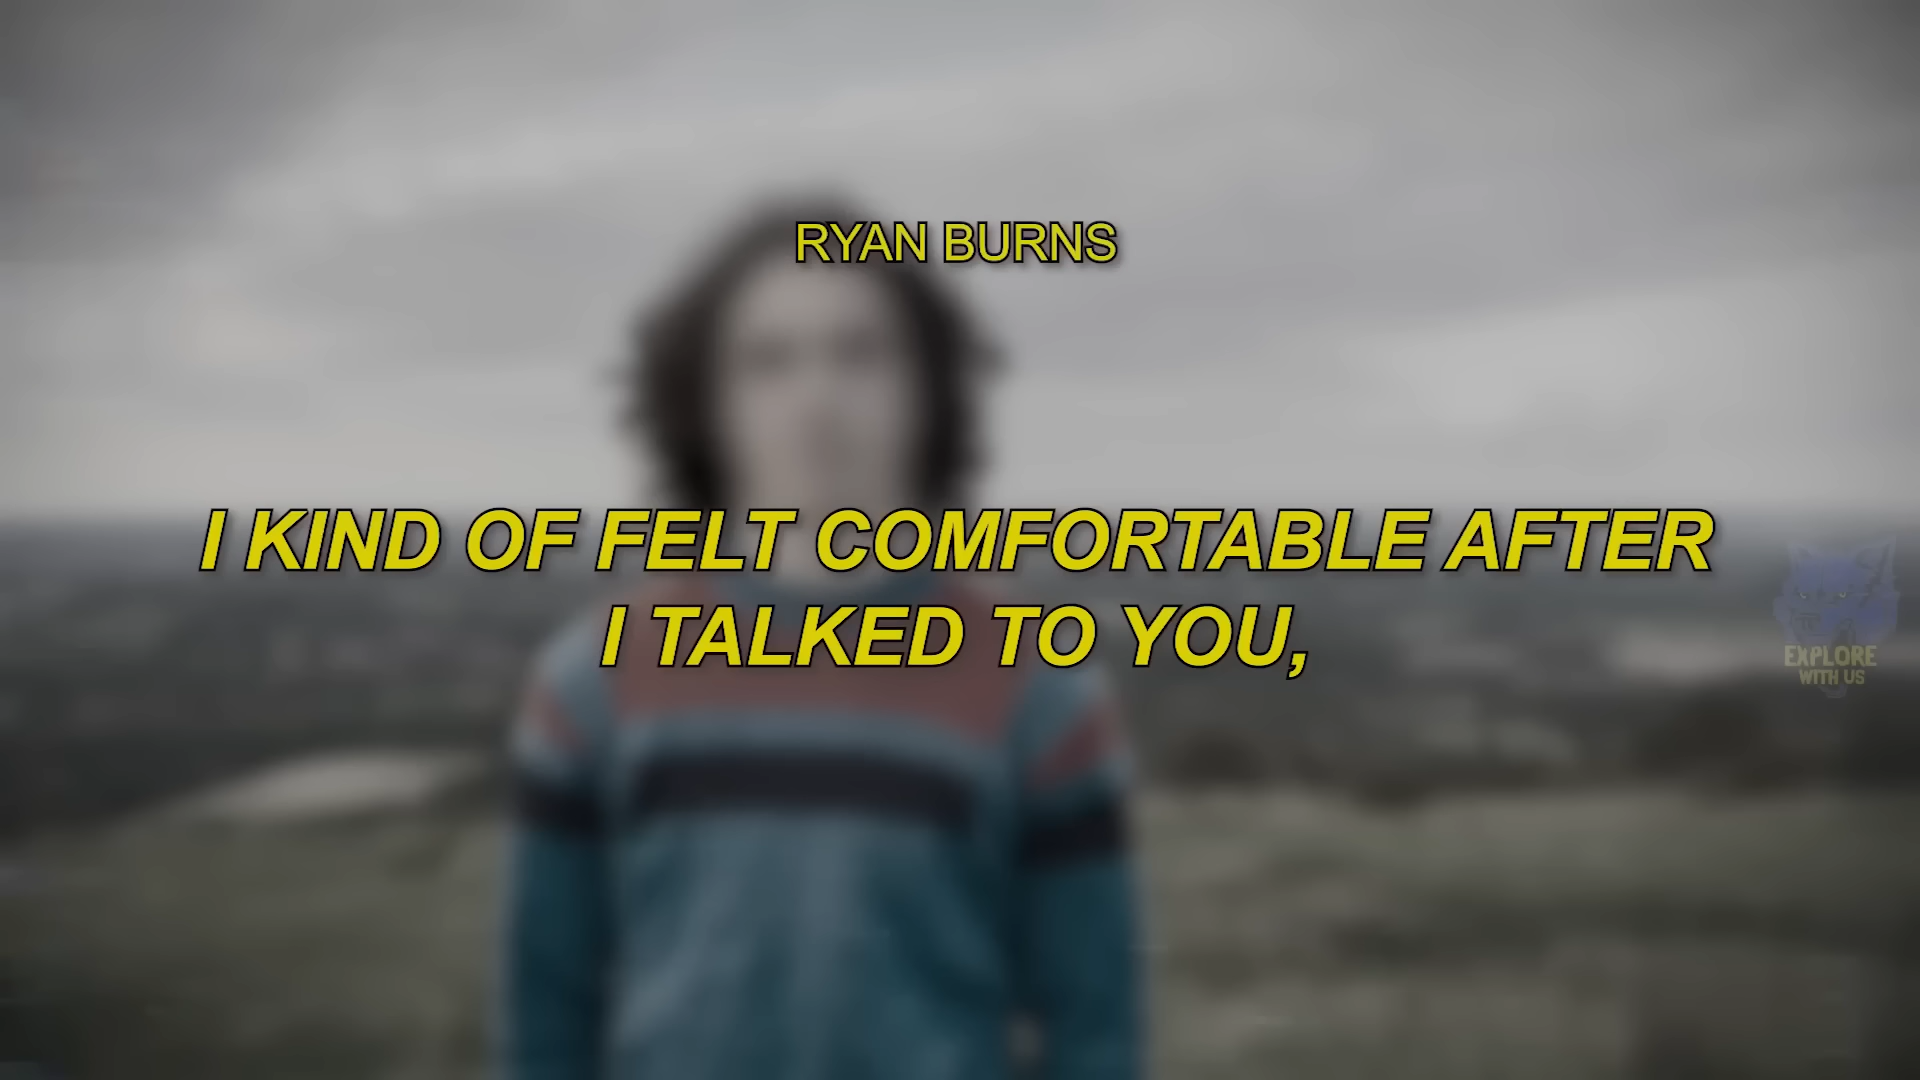 RYAN BURNS
I KIND OF FELT COMFORTABLE AFTER
I TALKED TO YOU,
EXPLORE
WITH US